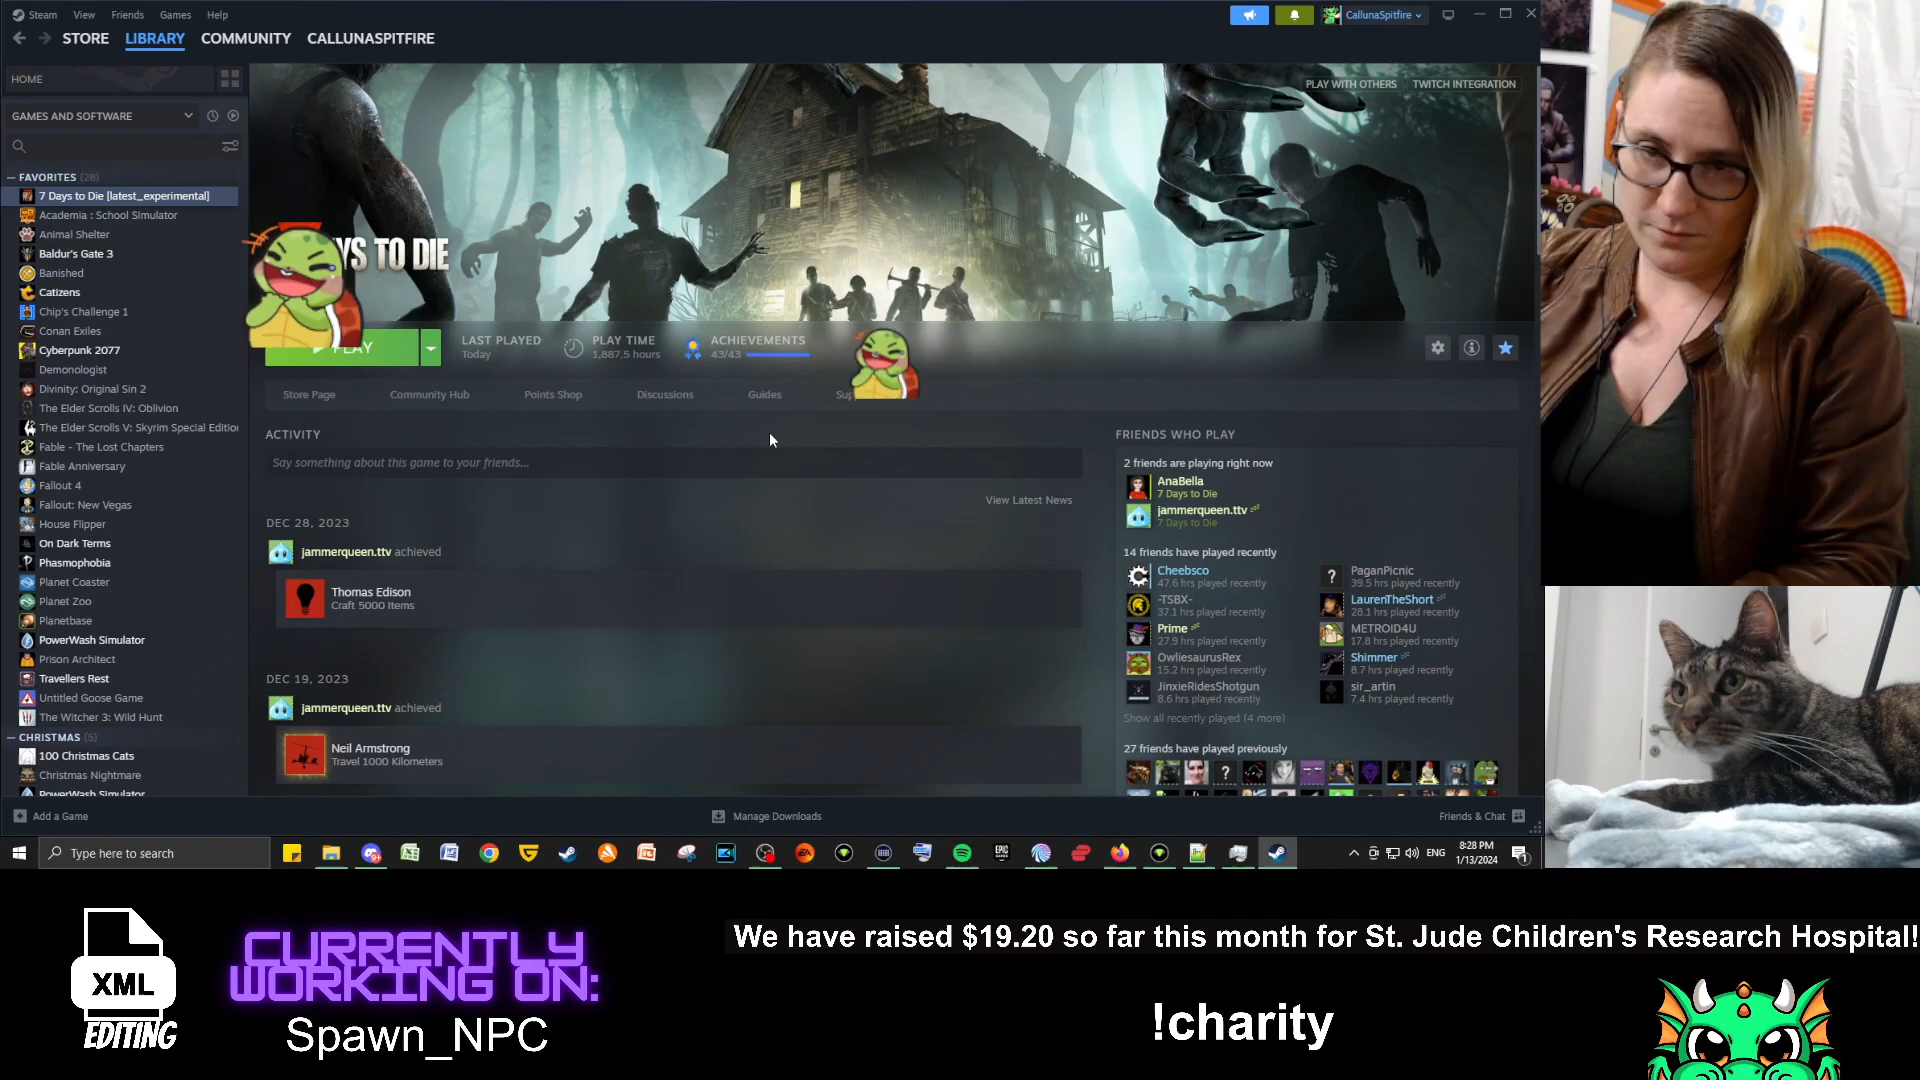 Steam View Friends Games Help
CallunaSpitfire
STORE LIBRARY COMMUNITY CALLUNASPITFIRE
HOME
GAMES AND SOFTWARE
FAVORITES (28)
7 Days to Die [latest_experimental]
Academia : School Simulator
Animal Shelter
Baldur's Gate 3
Banished
Catizens
Chip's Challenge 1
Conan Exiles
Cyberpunk 2077
Demonologist
Divinity: Original Sin 2
The Elder Scrolls IV: Oblivion
The Elder Scrolls V: Skyrim Special Edition
Fable - The Lost Chapters
Fable Anniversary
Fallout 4
Fallout: New Vegas
House Flipper
On Dark Terms
Phasmophobia
Planet Coaster
Planet Zoo
Planetbase
PowerWash Simulator
Prison Architect
Travellers Rest
Untitled Goose Game
The Witcher 3: Wild Hunt
CHRISTMAS (5)
100 Christmas Cats
Christmas Nightmare
PowerWash Simulator
PLAY WITH OTHERS TWITCH INTEGRATION
YS TO DIE
PLAY
LAST PLAYED
Today
PLAY TIME
1,887.5 hours
ACHIEVEMENTS
43/43
Store Page Community Hub Points Shop Discussions Guides Sup
ACTIVITY
Say something about this game to your friends...
View Latest News
DEC 28, 2023
jammerqueen.ttv achieved
Thomas Edison
Craft 5000 Items
DEC 19, 2023
jammerqueen.ttv achieved
Neil Armstrong
Travel 1000 Kilometers
FRIENDS WHO PLAY
2 friends are playing right now
AnaBella
7 Days to Die
jammerqueen.ttv
7 Days to Die
14 friends have played recently
Cheebsco
47.6 hrs played recently
PaganPicnic
39.5 hrs played recently
-TSBX-
37.1 hrs played recently
LaurenTheShort
28.1 hrs played recently
Prime
27.9 hrs played recently
METROID4U
17.8 hrs played recently
OwliesaurusRex
15.2 hrs played recently
Shimmer
8.7 hrs played recently
JinxieRidesShotgun
8.6 hrs played recently
sir_artin
7.4 hrs played recently
Show all recently played (4 more)
27 friends have played previously
Add a Game
Manage Downloads
Friends & Chat
Type here to search
EPIC
ENG
8:28 PM
1/13/2024
XML
EDITING
CURRENTLY
WORKING ON:
Spawn_NPC
We have raised $19.20 so far this month for St. Jude Children's Research Hospital!
!charity